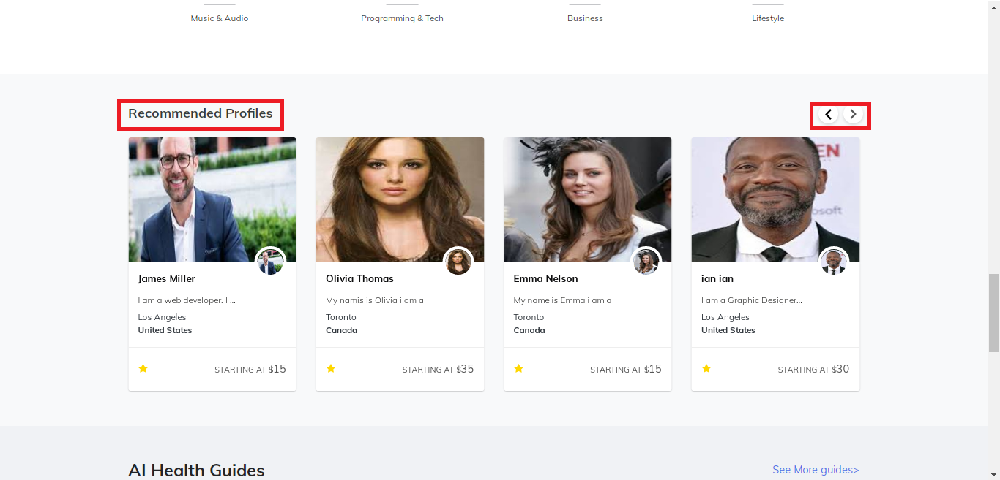 Music & Audio
Programming & Tech
Business
Lifestyle
Recommended Profiles
EN
osoft
James Miller
I am a web developer. I ...
Los Angeles
United States
STARTING AT $15
Olivia Thomas
My namis is Olivia i am a
Toronto
Canada
STARTING AT $35
Emma Nelson
My name is Emma i am a
Toronto
Canada
STARTING AT $15
ian ian
I am a Graphic Designer...
Los Angeles
United States
STARTING AT $30
AI Health Guides
See More guides>